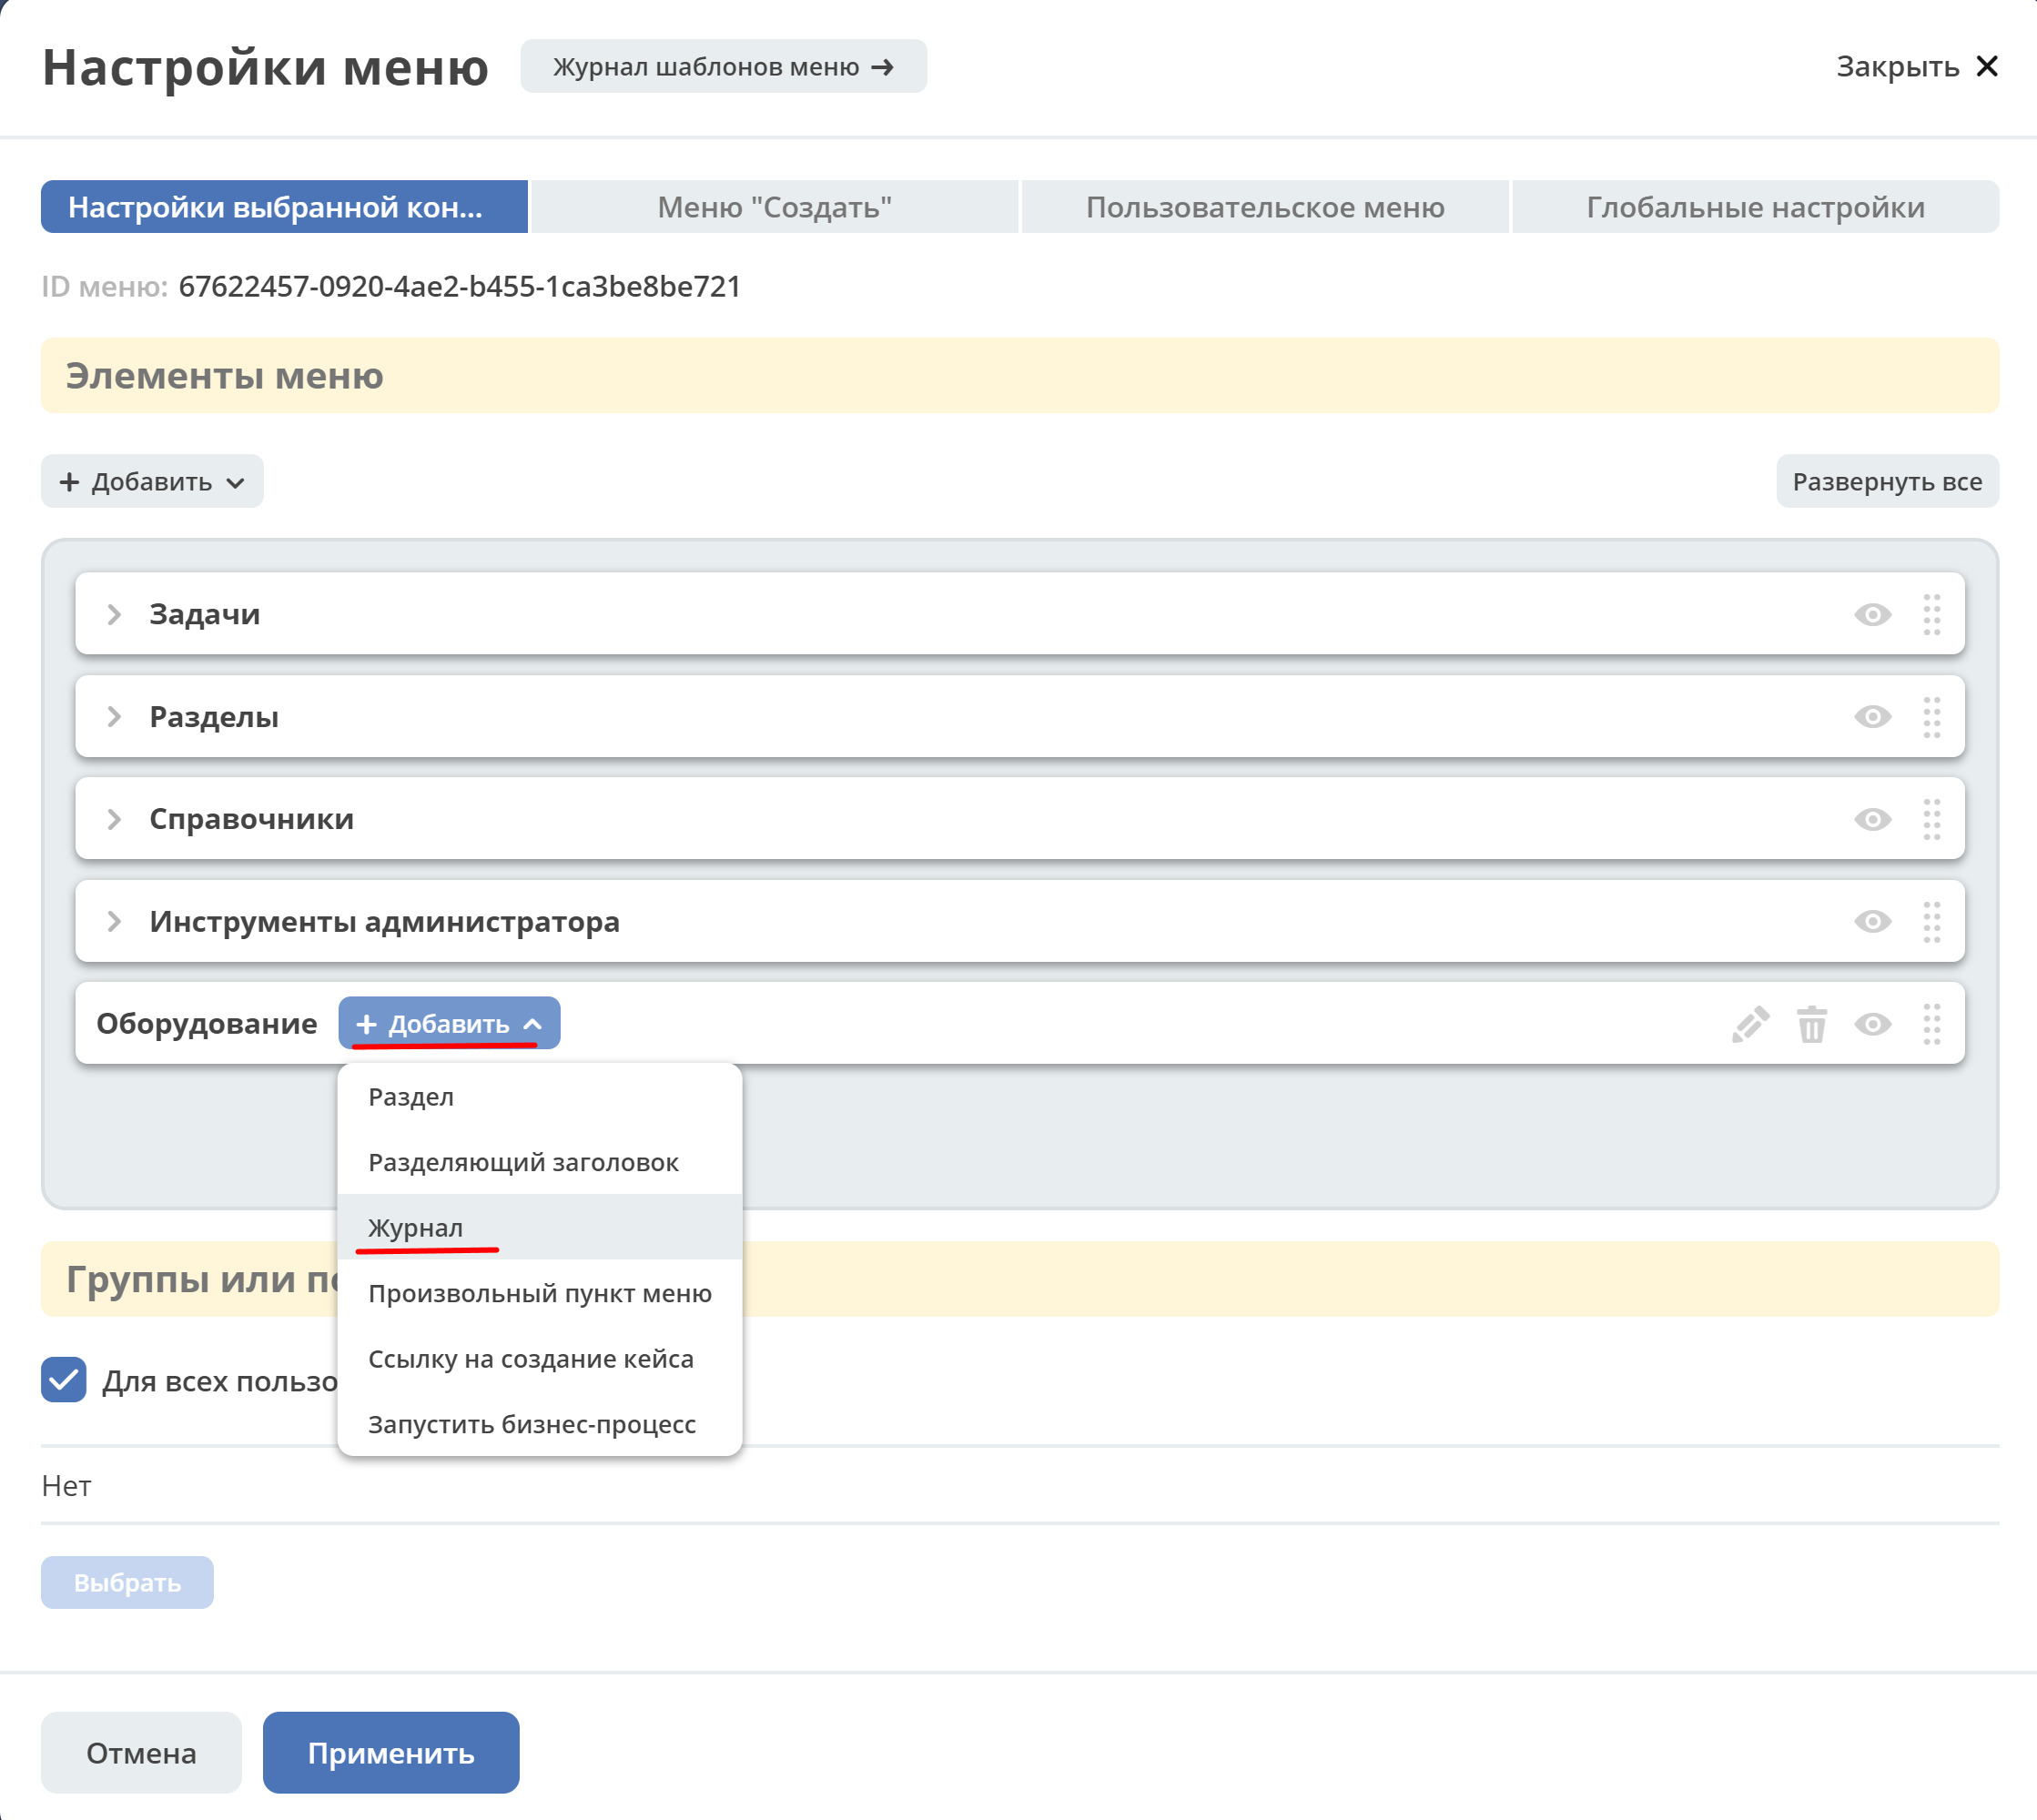 Настройки меню
Журнал шаблонов меню →
Закрыть
Настройки выбранной кон...
Меню "Создать"
Пользовательское меню
Глобальные настройки
ID меню: 67622457-0920-4ae2-b455-1ca3be8be721
Элементы меню
+ Добавить
Развернуть все
Задачи
Разделы
Справочники
Инструменты администратора
Оборудование
+ Добавить
Раздел
Разделяющий заголовок
Журнал
Группы или
Произвольный пункт меню
Ссылку на создание кейса
Для всех
Запустить бизнес-процесс
Нет
Выбрать
Отмена
Применить